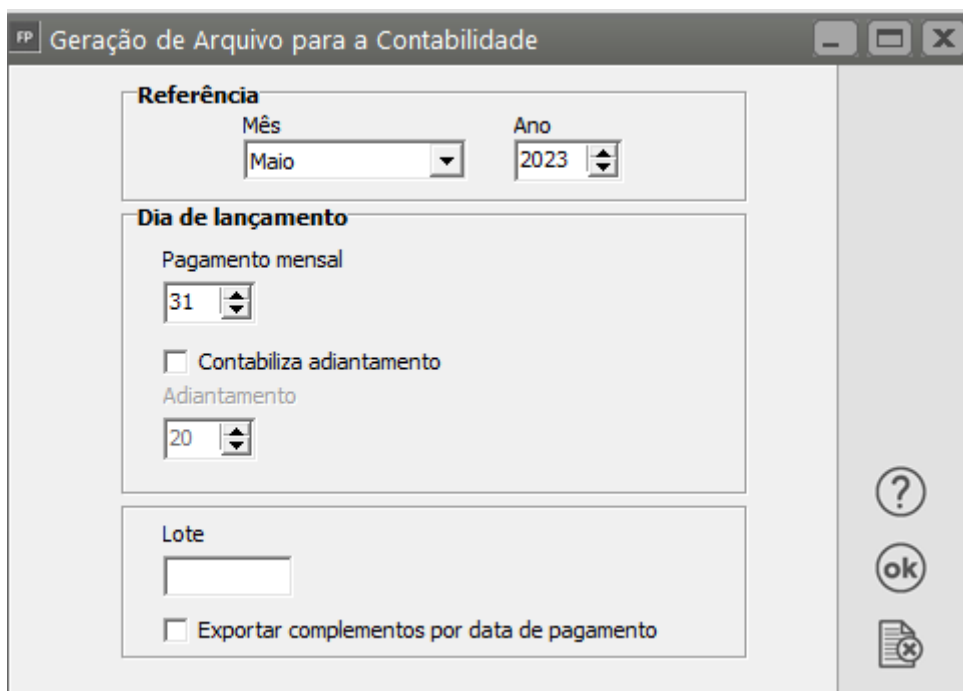 FP Geração de Arquivo para a Contabilidade
Referência
Mês Ano
Maio 2023
Dia de lançamento
Pagamento mensal
31
Contabiliza adiantamento
Adiantamento
20
Lote
Exportar complementos por data de pagamento
?
ok